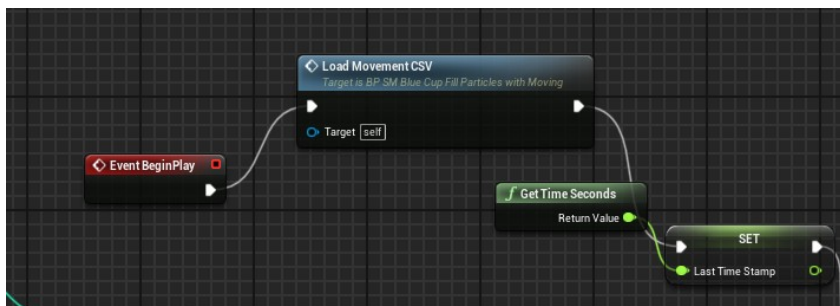 Load Movement CSV
Target is BP SM Blue Cup Fill Particles with Moving
Target self
Event BeginPlay
f Get Time Seconds
Return Value
SET
Last Time Stamp